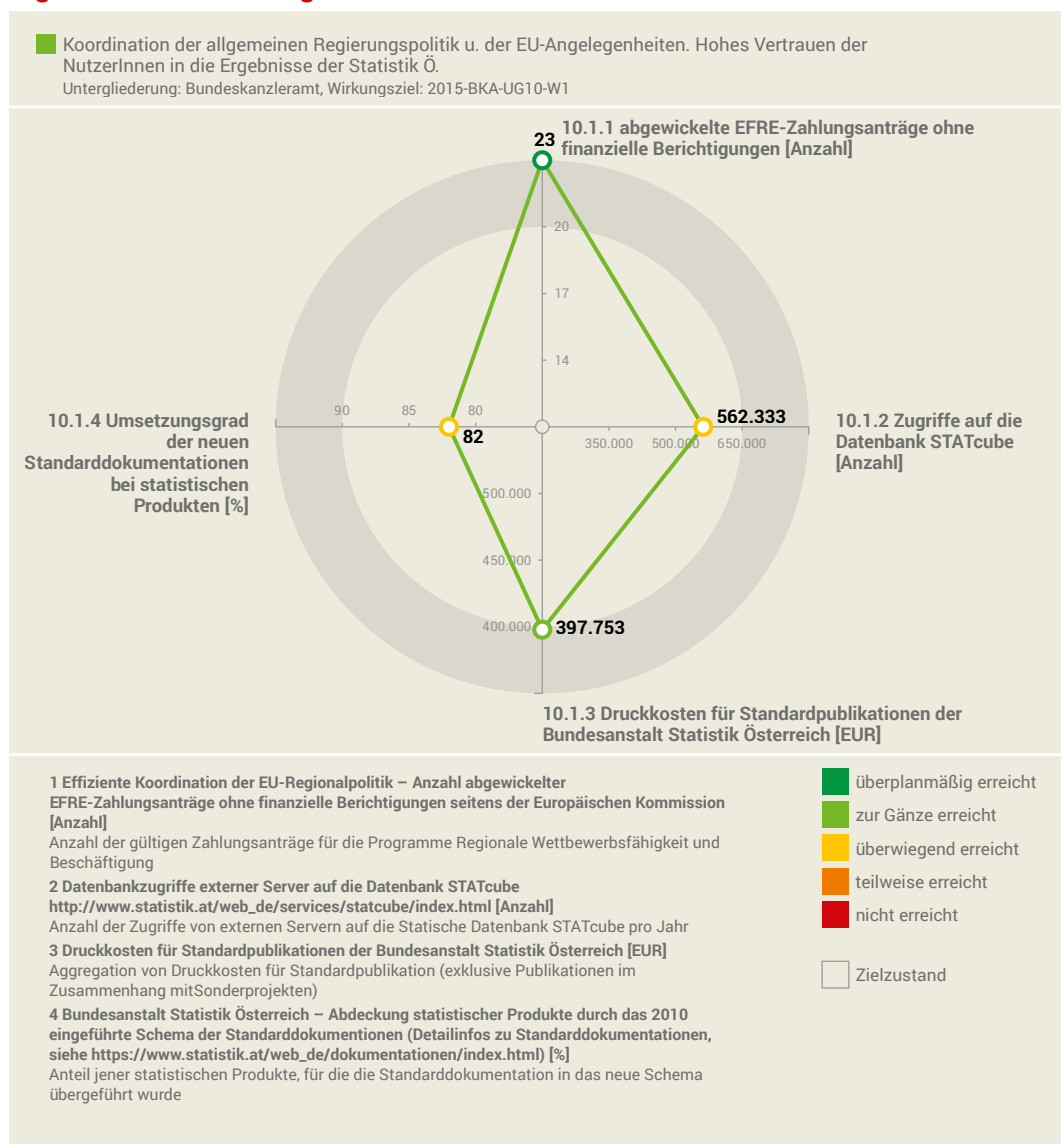 Koordination der allgemeinen Regierungspolitik u. der EU-Angelegenheiten. Hohes Vertrauen der
NutzerInnen in die Ergebnisse der Statistik Ö.
Untergliederung: Bundeskanzleramt, Wirkungsziel: 2015-BKA-UG10-W1
10.1.1 abgewickelte EFRE-Zahlungsanträge ohne
finanzielle Berichtigungen [Anzahl]
23
20
17
14
10.1.4 Umsetzungsgrad
der neuen
Standarddokumentationen
bei statistischen
Produkten [%]
90
85
80
82
562.333
350.000
500.000
650.000
10.1.2 Zugriffe auf die
Datenbank STATcube
[Anzahl]
500.000
450.000
400.000
397.753
10.1.3 Druckkosten für Standardpublikationen der
Bundesanstalt Statistik Österreich [EUR]
1 Effiziente Koordination der EU-Regionalpolitik – Anzahl abgewickelter
EFRE-Zahlungsanträge ohne finanzielle Berichtigungen seitens der Europäischen Kommission
[Anzahl]
Anzahl der gültigen Zahlungsanträge für die Programme Regionale Wettbewerbsfähigkeit und
Beschäftigung
2 Datenbankzugriffe externer Server auf die Datenbank STATcube
http://www.statistik.at/web_de/services/statcube/index.html [Anzahl]
Anzahl der Zugriffe von externen Servern auf die Statische Datenbank STATcube pro Jahr
3 Druckkosten für Standardpublikationen der Bundesanstalt Statistik Österreich [EUR]
Aggregation von Druckkosten für Standardpublikation (exklusive Publikationen im
Zusammenhang mitSonderprojekten)
4 Bundesanstalt Statistik Österreich – Abdeckung statistischer Produkte durch das 2010
eingeführte Schema der Standarddokumentionen (Detailinfos zu Standarddokumentationen,
siehe https://www.statistik.at/web_de/dokumentationen/index.html) [%]
Anteil jener statistischen Produkte, für die die Standarddokumentation in das neue Schema
übergeführt wurde
überplanmäßig erreicht
zur Gänze erreicht
überwiegend erreicht
teilweise erreicht
nicht erreicht
Zielzustand